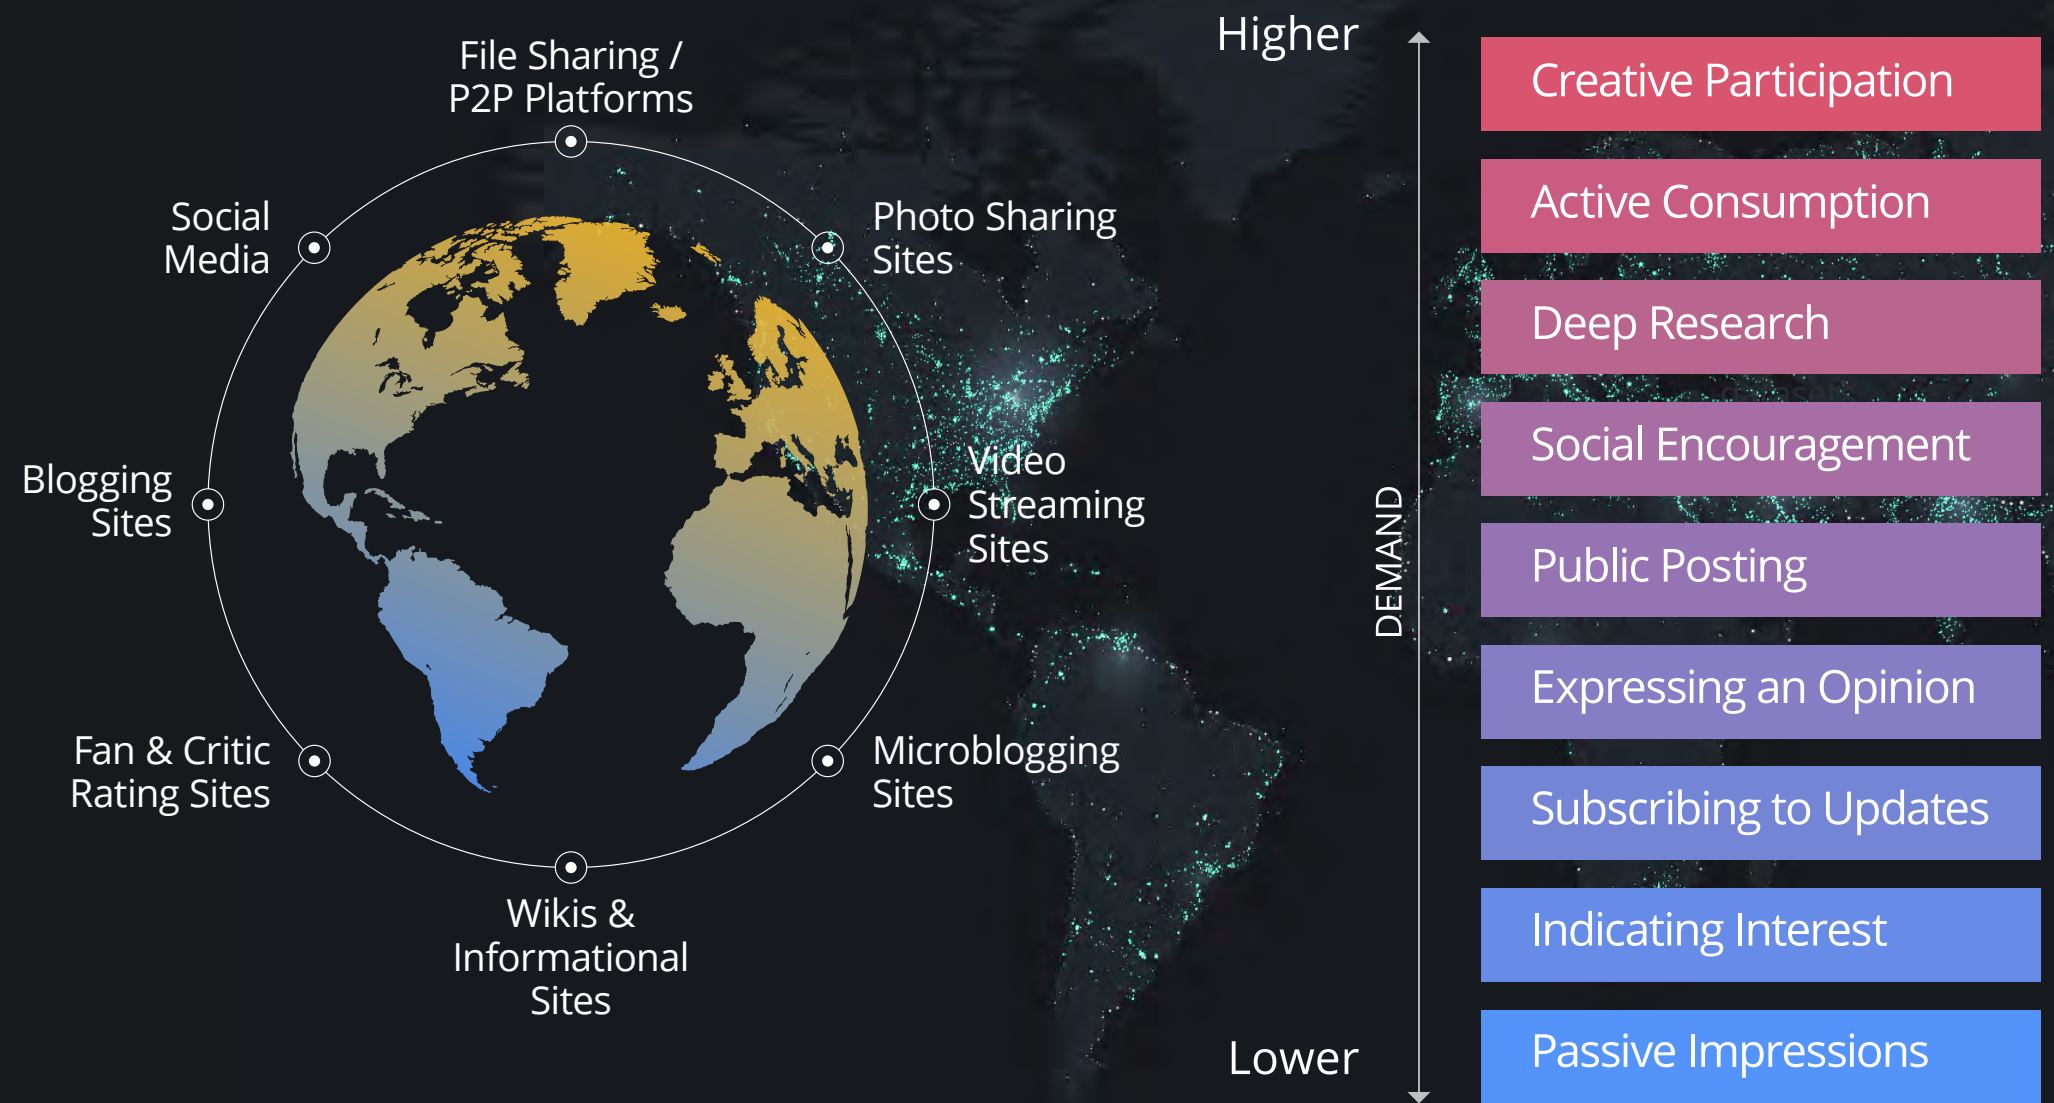 File Sharing /
P2P Platforms
Social
Media
Photo Sharing
Sites
Blogging
Sites
Video
Streaming
Sites
Fan & Critic
Rating Sites
Microblogging
Sites
Wikis &
Informational
Sites
Higher
DEMAND
Lower
Creative Participation
Active Consumption
Deep Research
Social Encouragement
Public Posting
Expressing an Opinion
Subscribing to Updates
Indicating Interest
Passive Impressions